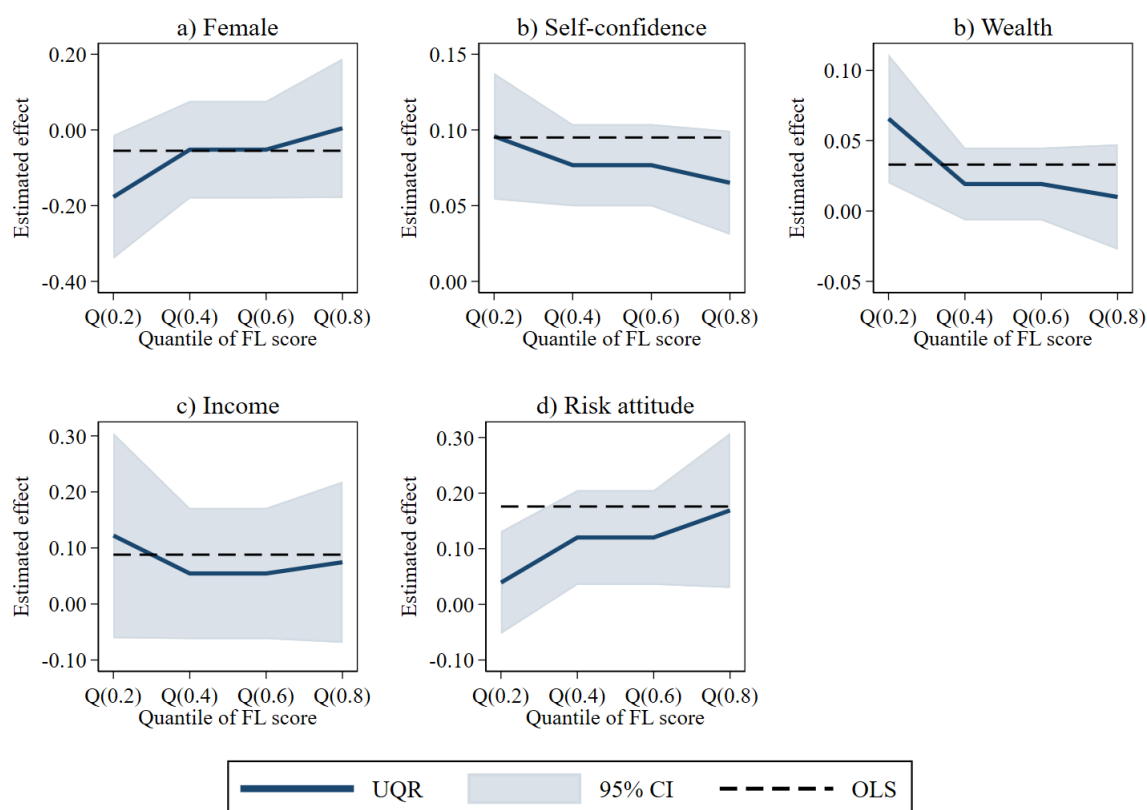 a) Female
0.20
0.00
-0.20
-0.40
Estimated effect
Q(0.2) Q(0.4) Q(0.6) Q(0.8)
Quantile of FL score
b) Self-confidence
0.15
0.10
0.05
0.00
Estimated effect
Q(0.2) Q(0.4) Q(0.6) Q(0.8)
Quantile of FL score
b) Wealth
0.10
0.05
0.00
-0.05
Estimated effect
Q(0.2) Q(0.4) Q(0.6) Q(0.8)
Quantile of FL score
c) Income
0.30
0.20
0.10
0.00
-0.10
Estimated effect
Q(0.2) Q(0.4) Q(0.6) Q(0.8)
Quantile of FL score
d) Risk attitude
0.30
0.20
0.10
0.00
-0.10
Estimated effect
Q(0.2) Q(0.4) Q(0.6) Q(0.8)
Quantile of FL score
UQR 95% CI OLS